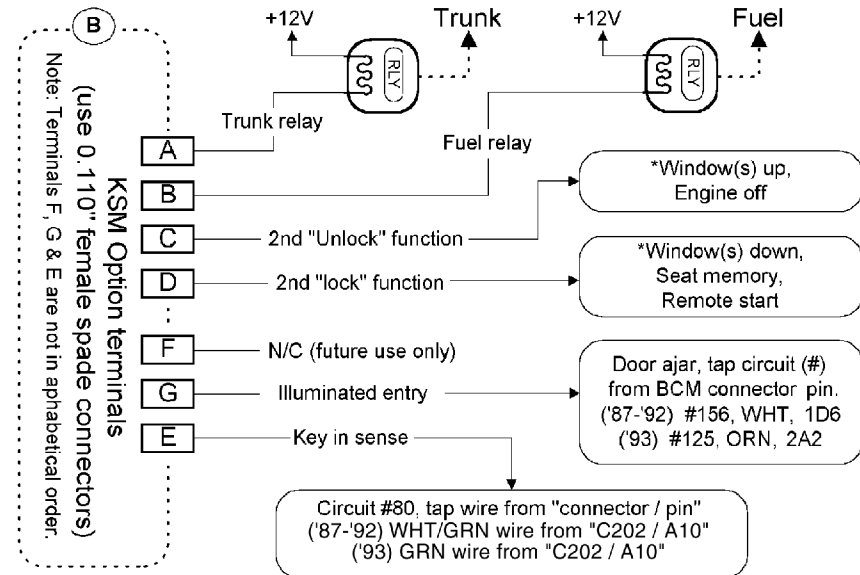 B
KSM Option terminals
(use 0.110" female spade connectors)
Note: Terminals F, G & E are not in aphabetical order.
+12V
Trunk
RLY
Trunk relay
+12V
Fuel
RLY
Fuel relay
A
B
C
2nd "Unlock" function
*Window(s) up,
Engine off
D
2nd "lock" function
*Window(s) down,
Seat memory,
Remote start
F
N/C (future use only)
G
Illuminated entry
Door ajar, tap circuit (#)
from BCM connector pin.
('87-'92) #156, WHT, 1D6
('93) #125, ORN, 2A2
E
Key in sense
Circuit #80, tap wire from "connector / pin"
('87-'92) WHT/GRN wire from "C202 / A10"
('93) GRN wire from "C202 / A10"